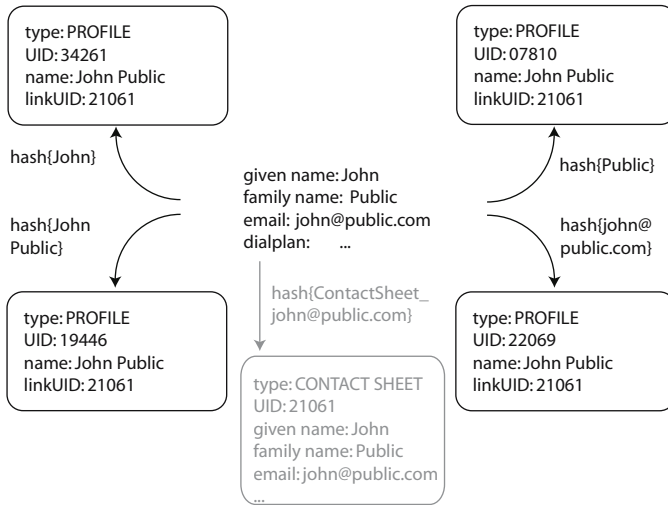 type: PROFILE
UID: 34261
name: John Public
linkUID: 21061
type: PROFILE
UID: 07810
name: John Public
linkUID: 21061
hash{John}
hash{Public}
given name: John
family name: Public
email: john@public.com
dialplan: ...
hash{John
Public}
hash{john@
public.com}
hash{ContactSheet_
john@public.com}
type: PROFILE
UID: 19446
name: John Public
linkUID: 21061
type: PROFILE
UID: 22069
name: John Public
linkUID: 21061
type: CONTACT SHEET
UID: 21061
given name: John
family name: Public
email: john@public.com
...